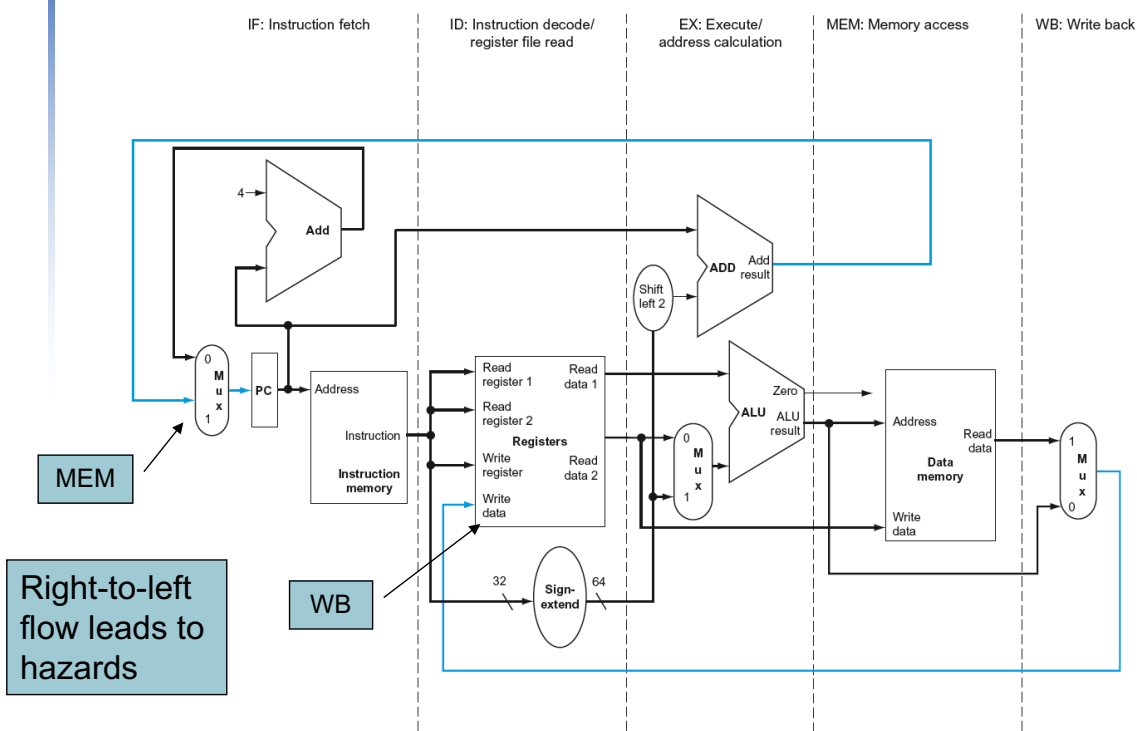 IF: Instruction fetch
ID: Instruction decode/
register file read
EX: Execute/
address calculation
MEM: Memory access
WB: Write back
4
Add
ADD
Add
result
Shift
left 2
0
M
u
x
1
PC
Address
Instruction
Instruction
memory
Read
register 1
Read
register 2
Registers
Write
register
Write
data
Read
data 1
Read
data 2
0
M
u
x
1
Zero
ALU
ALU
result
Address
Read
data
Data
memory
Write
data
1
M
u
x
0
MEM
WB
32
Sign-
extend
64
Right-to-left
flow leads to
hazards